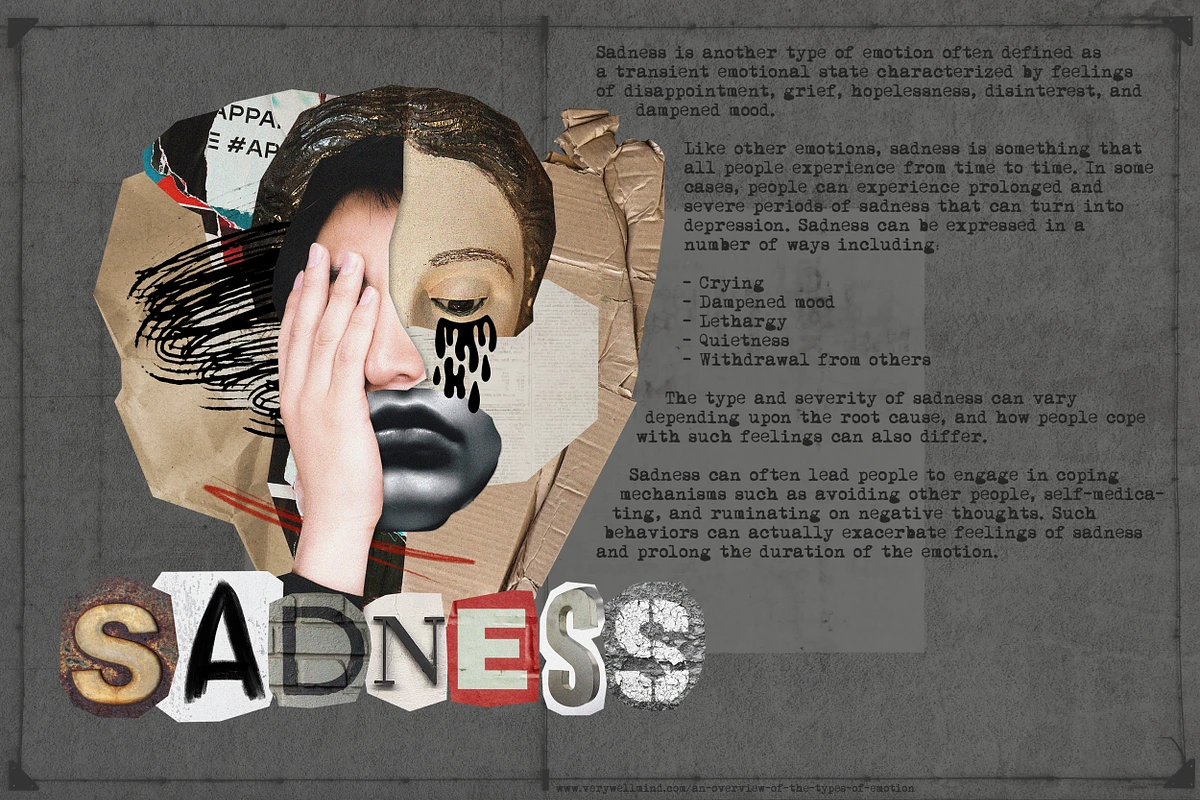 APPA.
E #AP
Sadness is another type of emotion often defined as
a transient emotional state characterized by feelings
of disappointment, grief, hopelessness, disinterest, and
dampened mood.
Like other emotions, sadness is something that
all people experience from time to time. In some
cases, people can experience prolonged and
severe periods of sadness that can turn into
depression. Sadness can be expressed in a
number of ways including:
- Crying
- Dampened mood
- Lethargy
- Quietness
- Withdrawal from others
The type and severity of sadness can vary
depending upon the root cause, and how people cope
with such feelings can also differ.
Sadness can often lead people to engage in coping
mechanisms such as avoiding other people, self-medica-
ting, and ruminating on negative thoughts. Such
behaviors can actually exacerbate feelings of sadness
and prolong the duration of the emotion.
SADNESS
www.verywellmind.com/an-overview-of-the-types-of-emotion